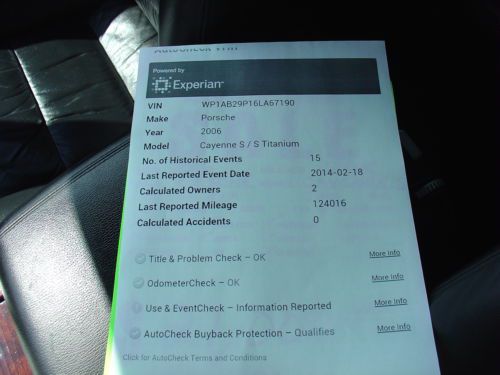 AutoCheck VHR
Powered by
Experian
VIN WP1AB29P16LA67190
Make Porsche
Year 2006
Model Cayenne S / S Titanium
No. of Historical Events 15
Last Reported Event Date 2014-02-18
Calculated Owners 2
Last Reported Mileage 124016
Calculated Accidents 0
Title & Problem Check – OK More Info
OdometerCheck – OK More Info
Use & EventCheck – Information Reported More Info
AutoCheck Buyback Protection – Qualifies More Info
Click for AutoCheck Terms and Conditions